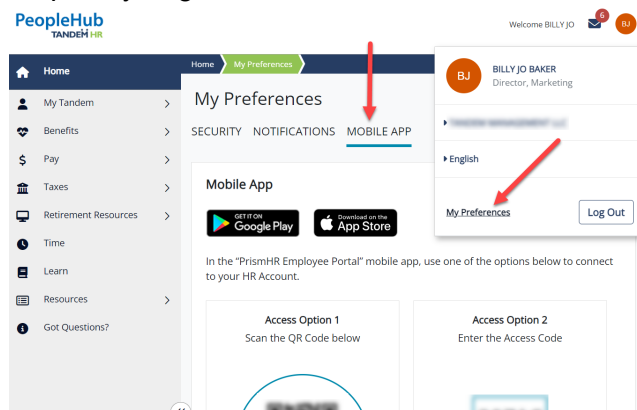 PeopleHub
TANDEM HR
Welcome BILLY JO
6
BJ
Home
My Tandem
Benefits
Pay
Taxes
Retirement Resources
Time
Learn
Resources
Got Questions?
Home My Preferences
My Preferences
SECURITY NOTIFICATIONS MOBILE APP
BJ
BILLY JO BAKER
Director, Marketing
English
My Preferences
Log Out
Mobile App
GET IT ON
Google Play
Download on the
App Store
In the “PrismHR Employee Portal” mobile app, use one of the options below to connect
to your HR Account.
Access Option 1
Scan the QR Code below
Access Option 2
Enter the Access Code